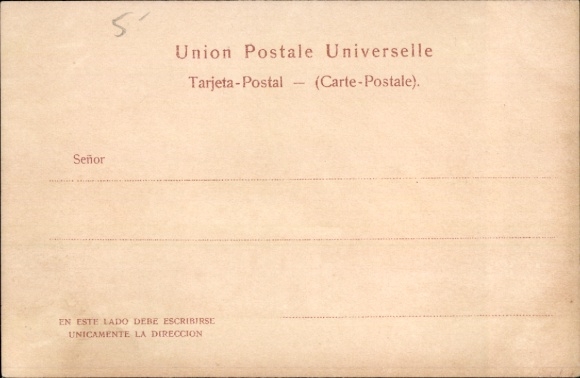 5
Union Postale Universelle
Tarjeta-Postal — (Carte-Postale).
Señor
EN ESTE LADO DEBE ESCRIBIRSE
UNICAMENTE LA DIRECCION